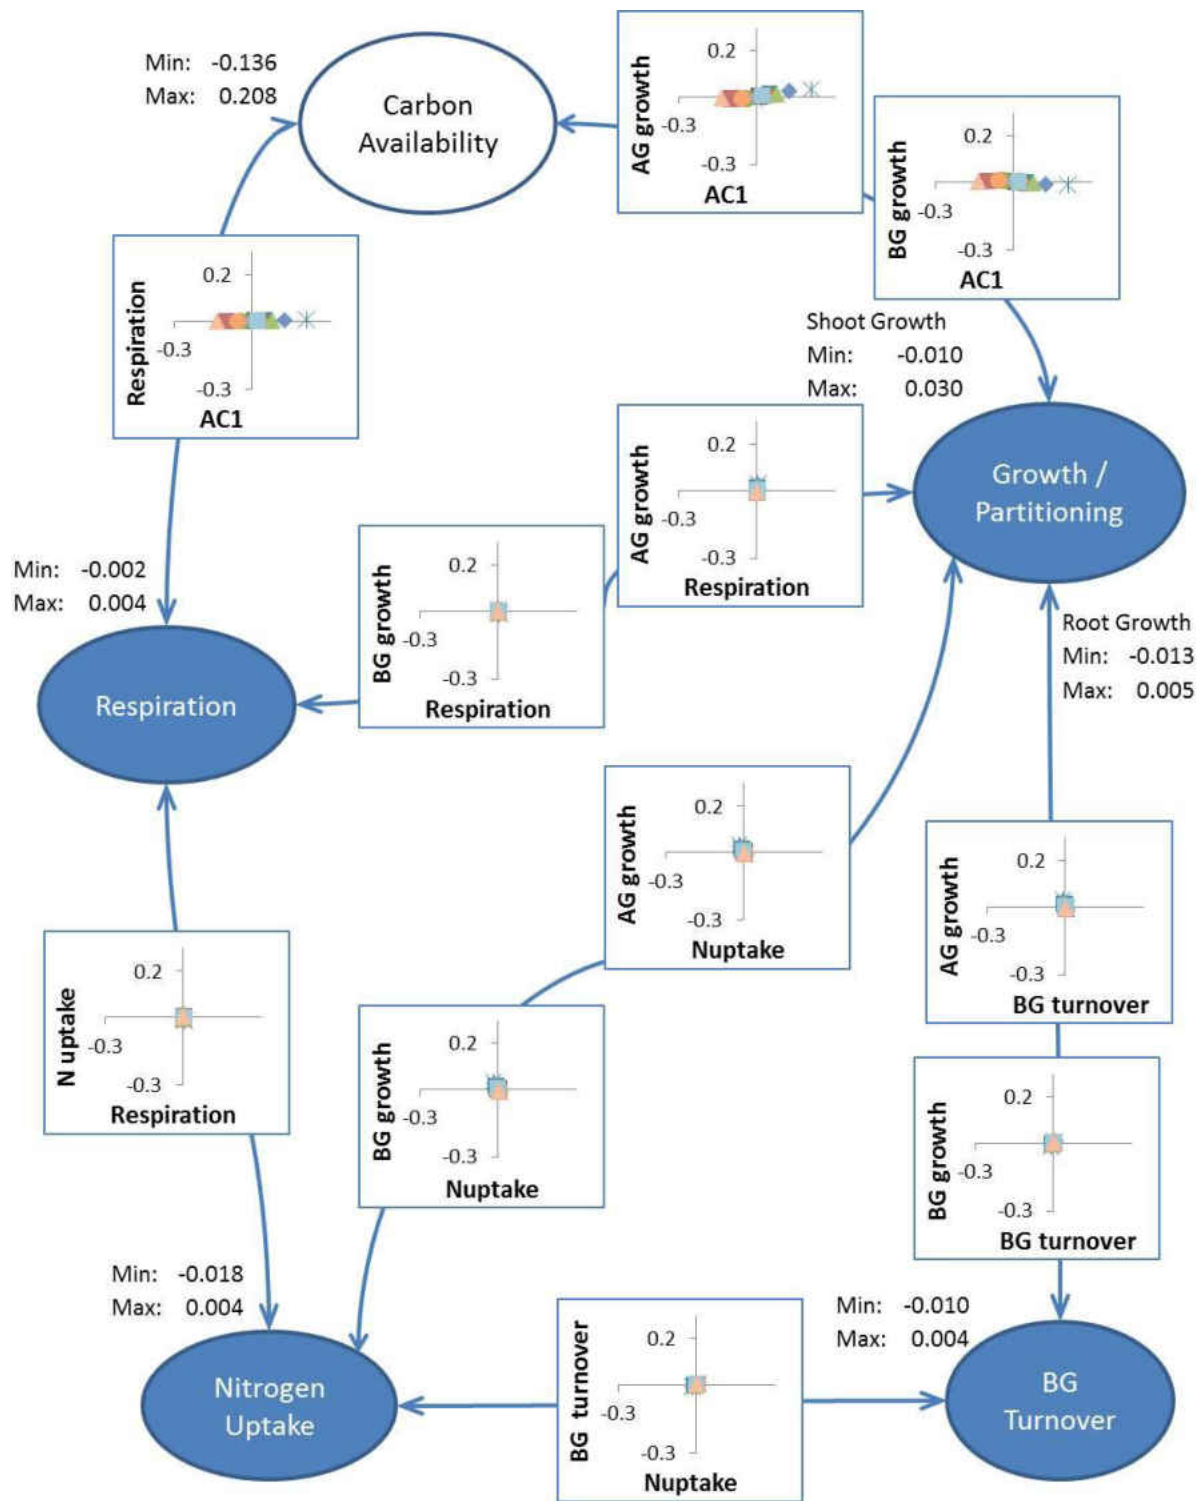 Min: -0.136
Max: 0.208
Carbon
Availability
AG growth
0.2
-0.3
-0.3
AC1
BG growth
0.2
-0.3
-0.3
AC1
Respiration
0.2
-0.3
-0.3
AC1
Shoot Growth
Min: -0.010
Max: 0.030
Growth /
Partitioning
AG growth
0.2
-0.3
-0.3
Respiration
BG growth
0.2
-0.3
-0.3
Respiration
Min: -0.002
Max: 0.004
Respiration
Root Growth
Min: -0.013
Max: 0.005
AG growth
0.2
-0.3
-0.3
Nuptake
AG growth
0.2
-0.3
-0.3
BG turnover
N uptake
0.2
-0.3
-0.3
Respiration
BG growth
0.2
-0.3
-0.3
Nuptake
BG growth
0.2
-0.3
-0.3
BG turnover
Min: -0.018
Max: 0.004
Nitrogen
Uptake
BG turnover
0.2
-0.3
-0.3
Nuptake
Min: -0.010
Max: 0.004
BG
Turnover